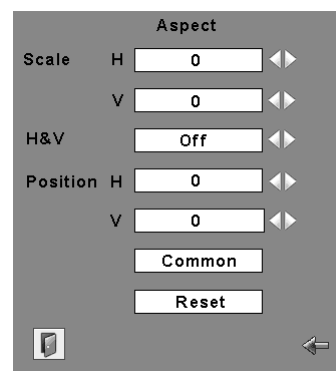 Aspect
Scale H 0
V 0
H&V Off
Position H 0
V 0
Common
Reset